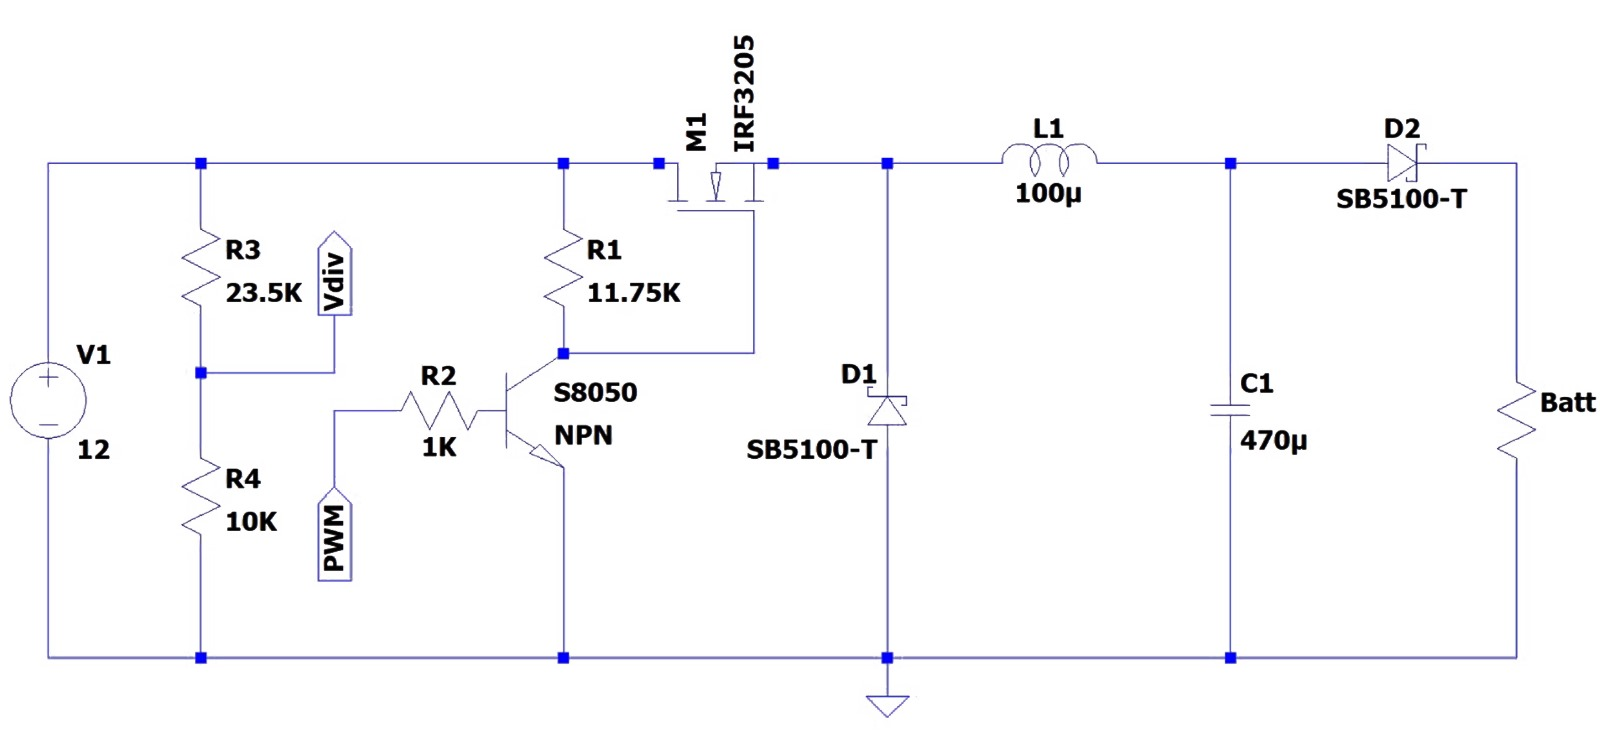 M1
IRF3205
L1
100µ
D2
SB5100-T
R3
23.5K
Vdiv
R1
11.75K
V1
12
R2
1K
S8050
NPN
D1
SB5100-T
C1
470µ
Batt
R4
10K
PWM